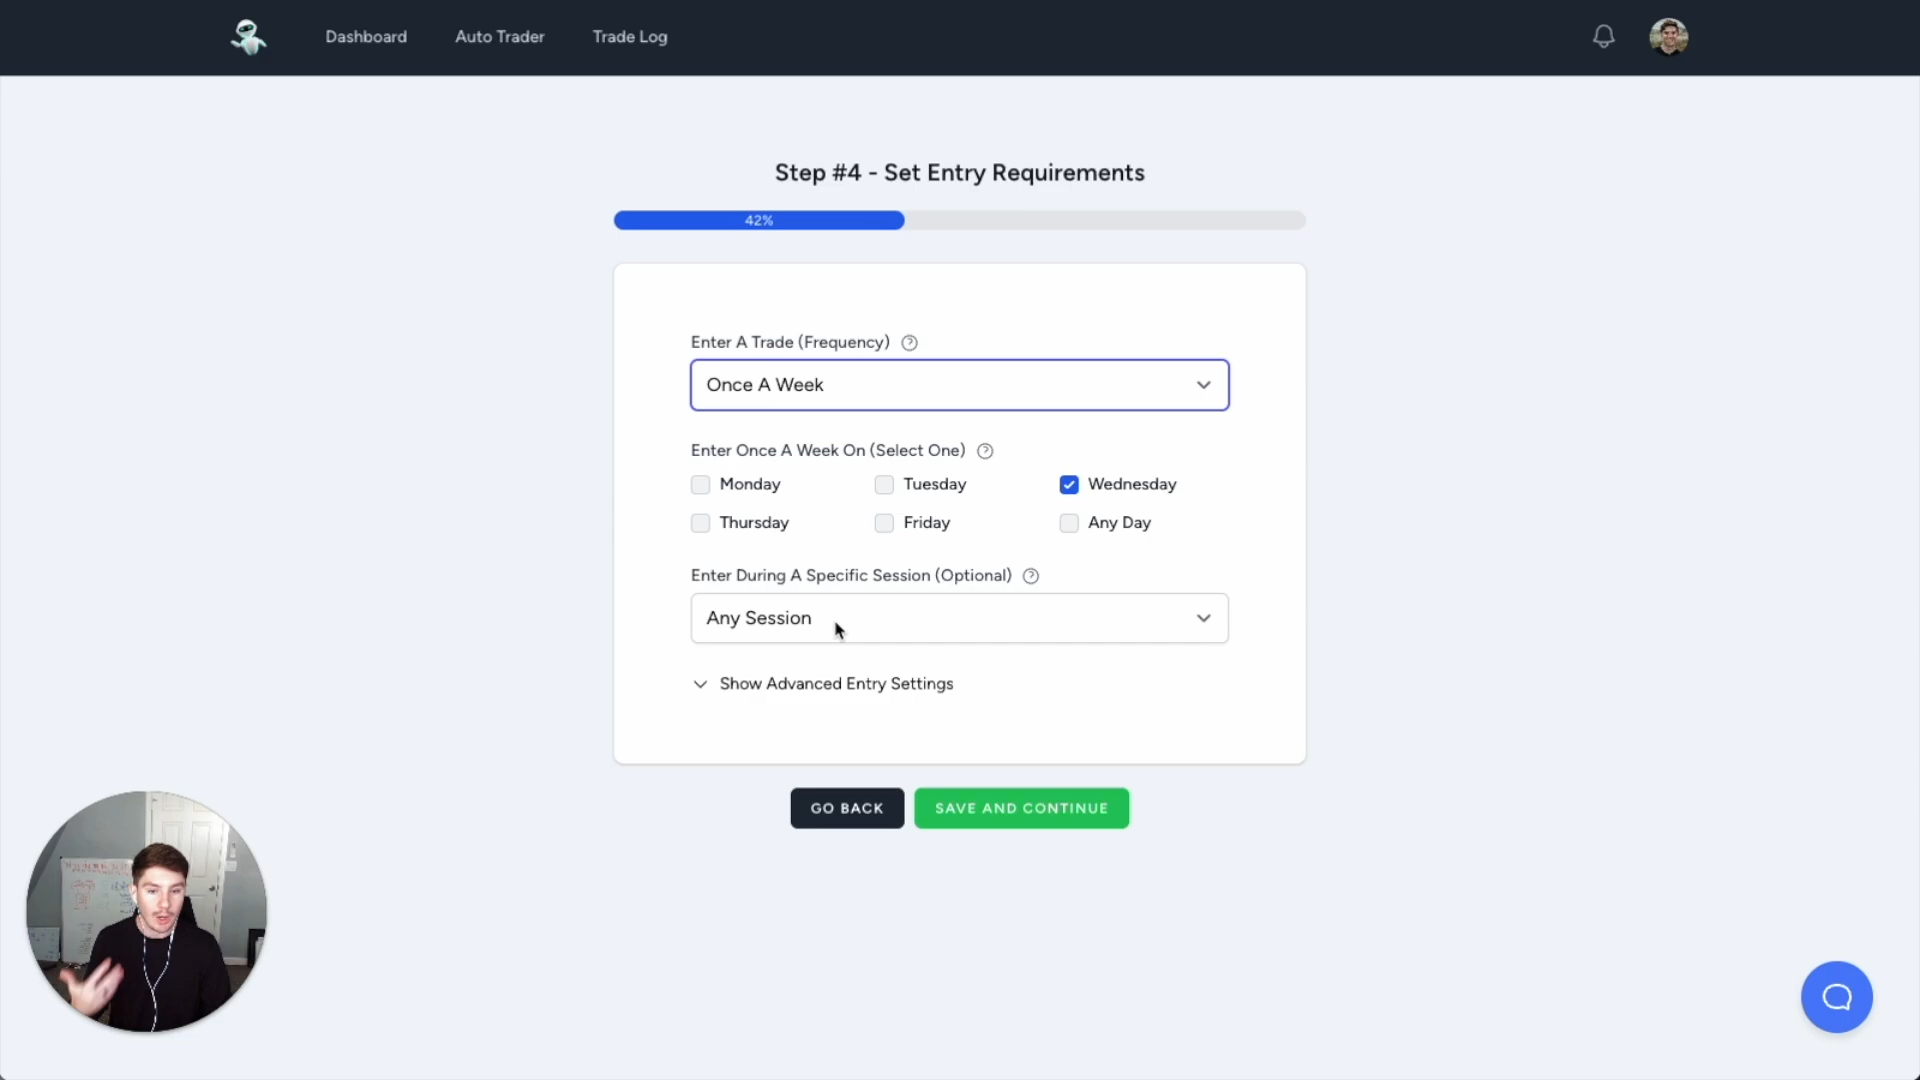 Dashboard
Auto Trader
Trade Log
Step #4 - Set Entry Requirements
42%
Enter A Trade (Frequency)
Once A Week
Enter Once A Week On (Select One)
Monday
Tuesday
Wednesday
Thursday
Friday
Any Day
Enter During A Specific Session (Optional)
Any Session
Show Advanced Entry Settings
GO BACK
SAVE AND CONTINUE